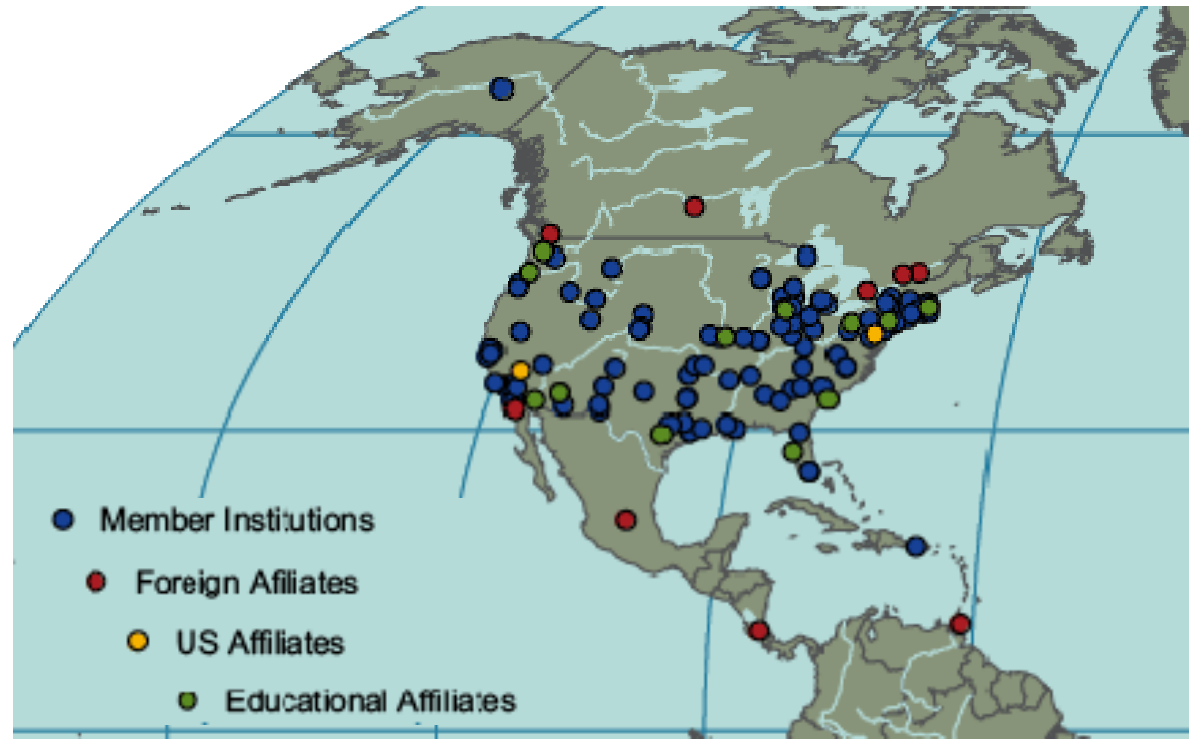 Member Institutions
Foreign Afiliates
US Affiliates
Educational Affiliates